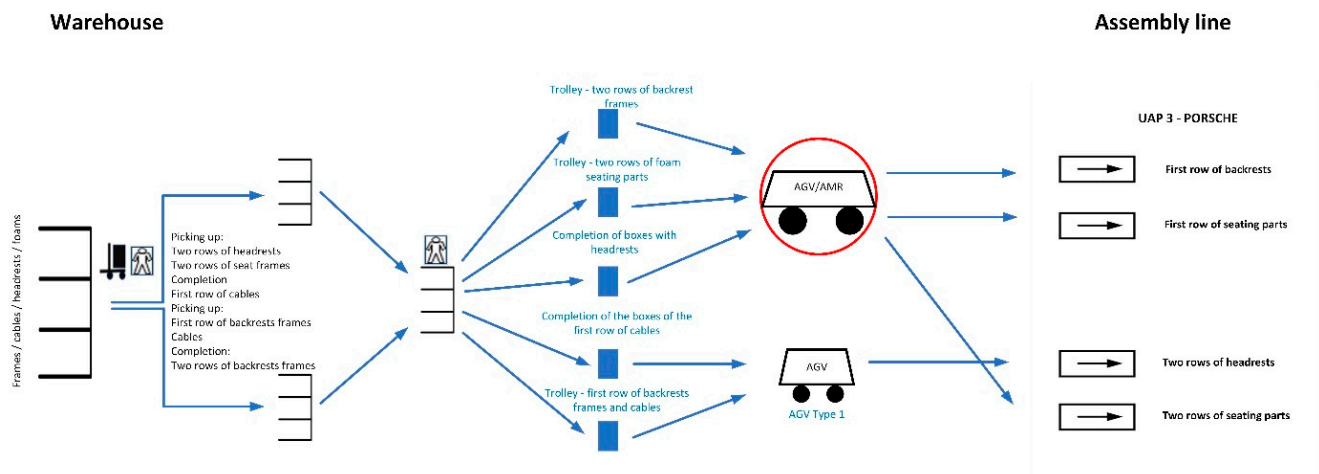 Warehouse
Assembly line
Frames / cables / headrests / foams
Picking up:
Two rows of headrests
Two rows of seat frames
Completion
First row of cables
Picking up:
First row of backrests frames
Cables
Completion:
Two rows of backrests frames
Trolley - two rows of backrest
frames
Trolley - two rows of foam
seating parts
Completion of boxes with
headrests
Completion of the boxes of the
first row of cables
Trolley - first row of backrests
frames and cables
AGV/AMR
AGV
AGV Type 1
UAP 3 - PORSCHE
First row of backrests
First row of seating parts
Two rows of headrests
Two rows of seating parts